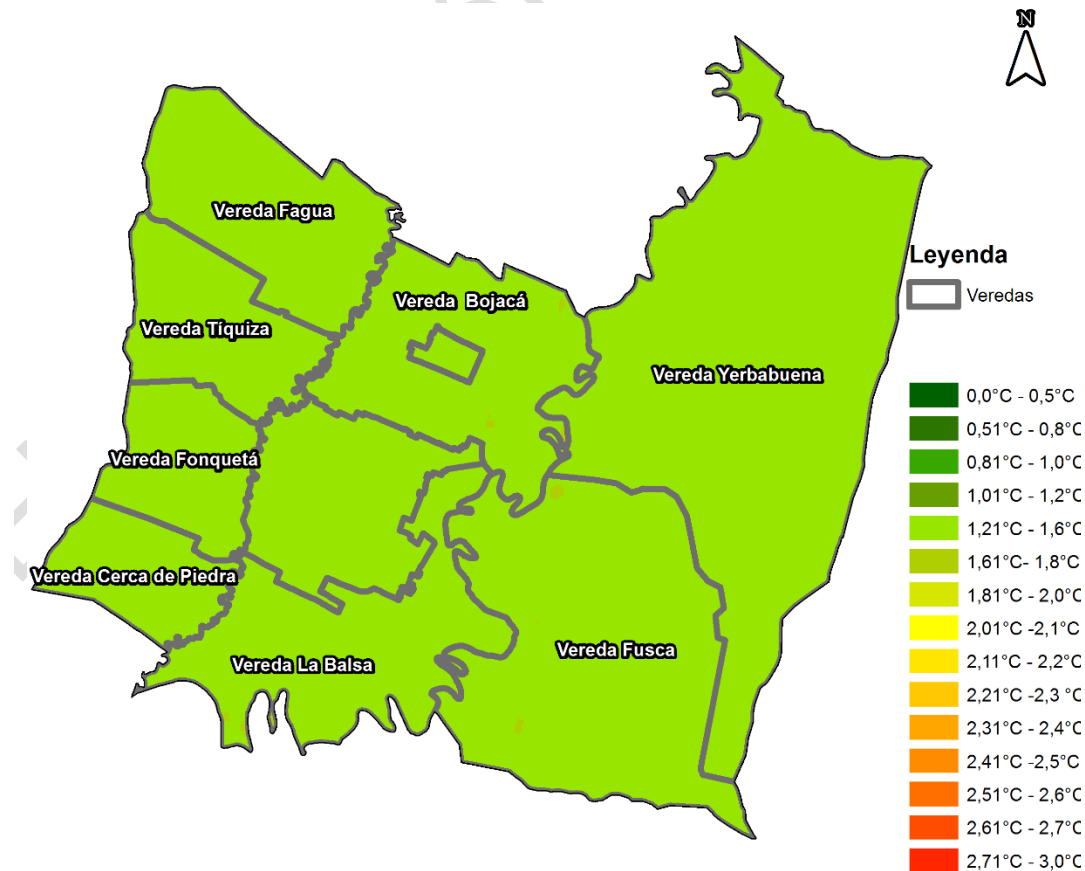 N
Vereda Fagua
Vereda Bojacá
Vereda Tíquiza
Vereda Yerbabuena
Vereda Fonquetá
Vereda Cerca de Piedra
Vereda La Balsa
Vereda Fusca
Leyenda
Veredas
0,0°C - 0,5°C
0,51°C - 0,8°C
0,81°C - 1,0°C
1,01°C - 1,2°C
1,21°C - 1,6°C
1,61°C- 1,8°C
1,81°C - 2,0°C
2,01°C -2,1°C
2,11°C - 2,2°C
2,21°C -2,3 °C
2,31°C - 2,4°C
2,41°C -2,5°C
2,51°C - 2,6°C
2,61°C - 2,7°C
2,71°C - 3,0°C